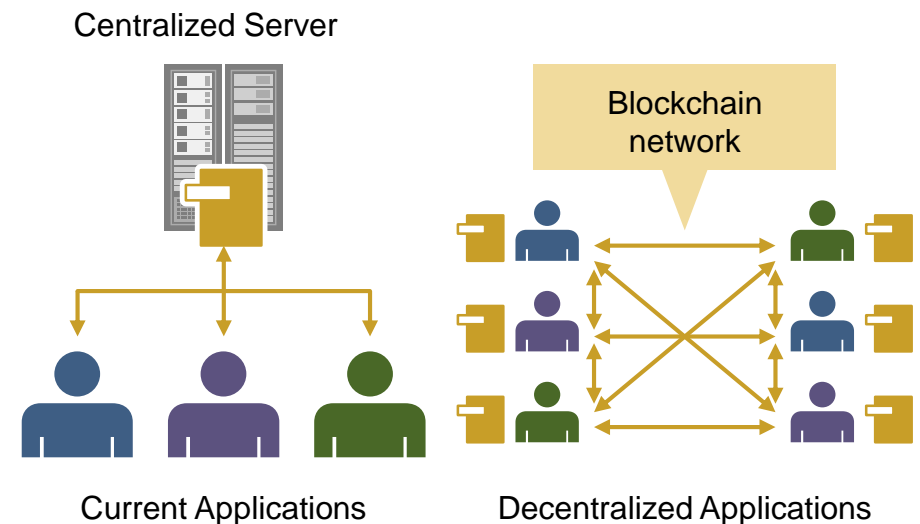 Centralized Server
Blockchain
network
Current Applications
Decentralized Applications